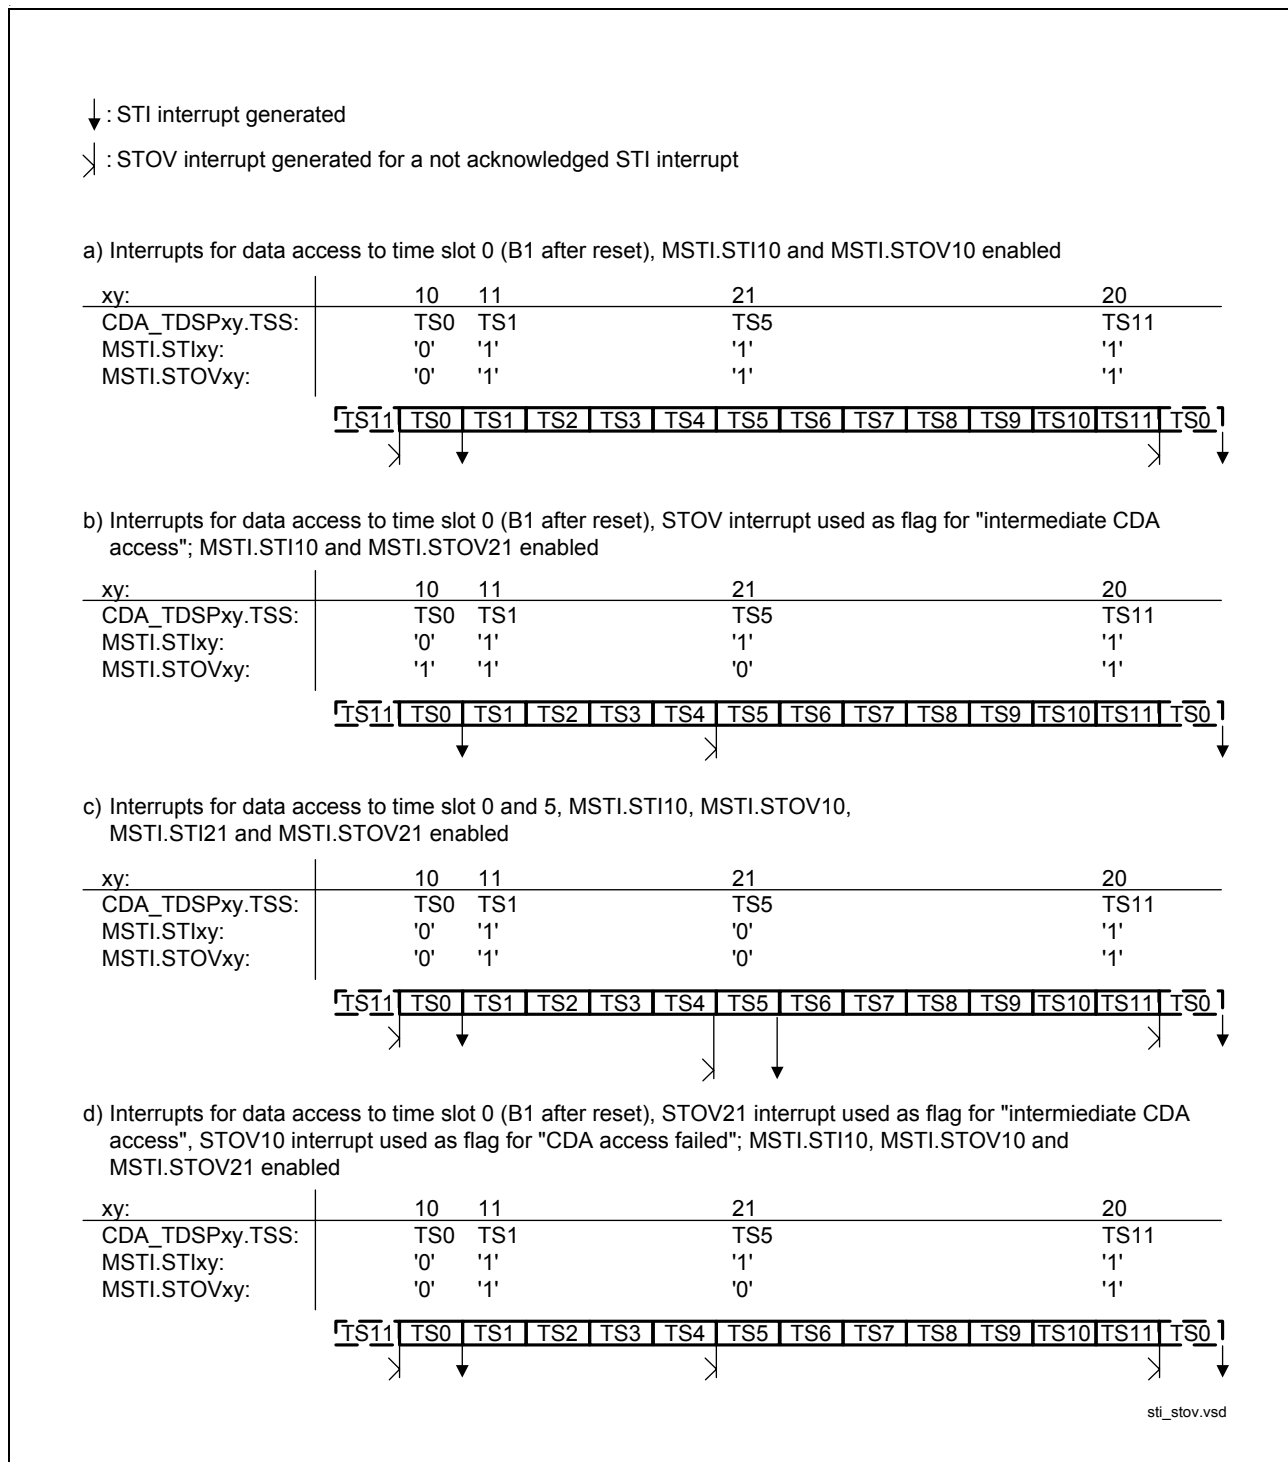 : STI interrupt generated
: STOV interrupt generated for a not acknowledged STI interrupt
a) Interrupts for data access to time slot 0 (B1 after reset), MSTI.STI10 and MSTI.STOV10 enabled
xy: 10 11 21 20
CDA_TDSPxy.TSS: TS0 TS1 TS5 TS11
MSTI.STIxy: '0' '1' '1' '1'
MSTI.STOVxy: '0' '1' '1' '1'
TS11 TS0 TS1 TS2 TS3 TS4 TS5 TS6 TS7 TS8 TS9 TS10 TS11 TS0
b) Interrupts for data access to time slot 0 (B1 after reset), STOV interrupt used as flag for "intermediate CDA
access"; MSTI.STI10 and MSTI.STOV21 enabled
xy: 10 11 21 20
CDA_TDSPxy.TSS: TS0 TS1 TS5 TS11
MSTI.STIxy: '0' '1' '1' '1'
MSTI.STOVxy: '1' '1' '0' '1'
TS11 TS0 TS1 TS2 TS3 TS4 TS5 TS6 TS7 TS8 TS9 TS10 TS11 TS0
c) Interrupts for data access to time slot 0 and 5, MSTI.STI10, MSTI.STOV10,
MSTI.STI21 and MSTI.STOV21 enabled
xy: 10 11 21 20
CDA_TDSPxy.TSS: TS0 TS1 TS5 TS11
MSTI.STIxy: '0' '1' '0' '1'
MSTI.STOVxy: '0' '1' '0' '1'
TS11 TS0 TS1 TS2 TS3 TS4 TS5 TS6 TS7 TS8 TS9 TS10 TS11 TS0
d) Interrupts for data access to time slot 0 (B1 after reset), STOV21 interrupt used as flag for "intermiediate CDA
access", STOV10 interrupt used as flag for "CDA access failed"; MSTI.STI10, MSTI.STOV10 and
MSTI.STOV21 enabled
xy: 10 11 21 20
CDA_TDSPxy.TSS: TS0 TS1 TS5 TS11
MSTI.STIxy: '0' '1' '1' '1'
MSTI.STOVxy: '0' '1' '0' '1'
TS11 TS0 TS1 TS2 TS3 TS4 TS5 TS6 TS7 TS8 TS9 TS10 TS11 TS0
sti_stov.vsd